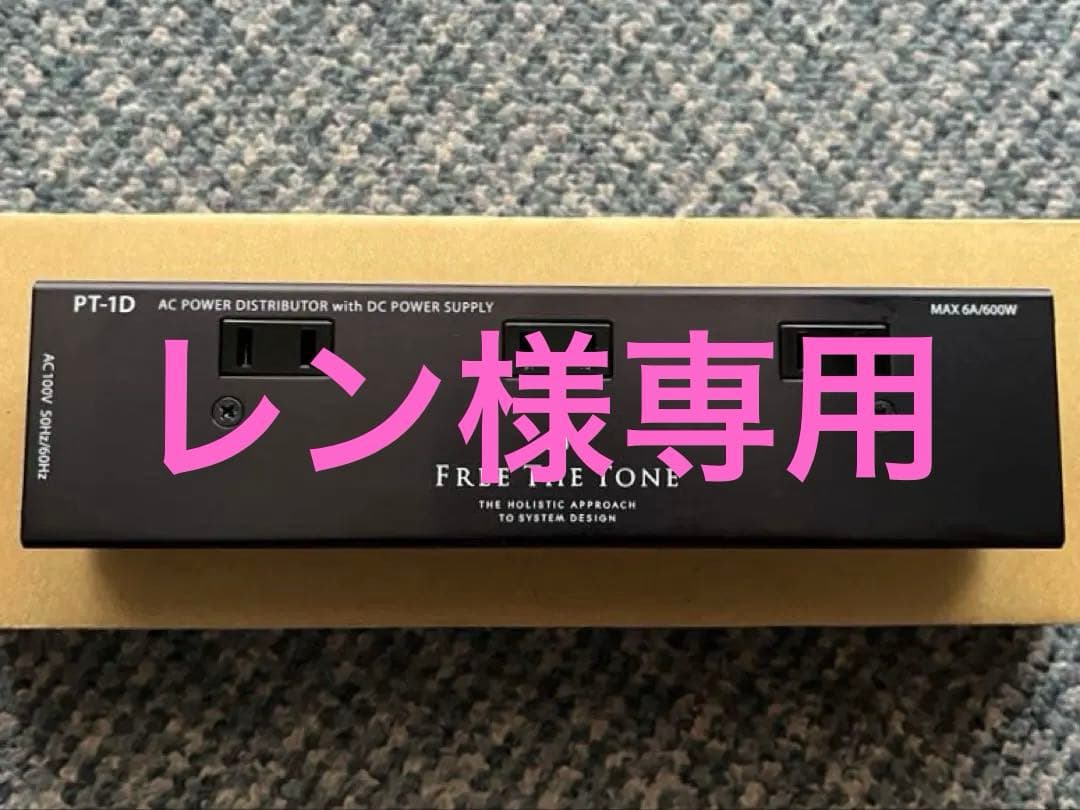 PT-1D AC POWER DISTRIBUTOR with DC POWER SUPPLY MAX 6A/600W
AC100V 50Hz/60Hz
レン様専用
FREE THE TONE
THE HOLISTIC APPROACH
TO SYSTEM DESIGN